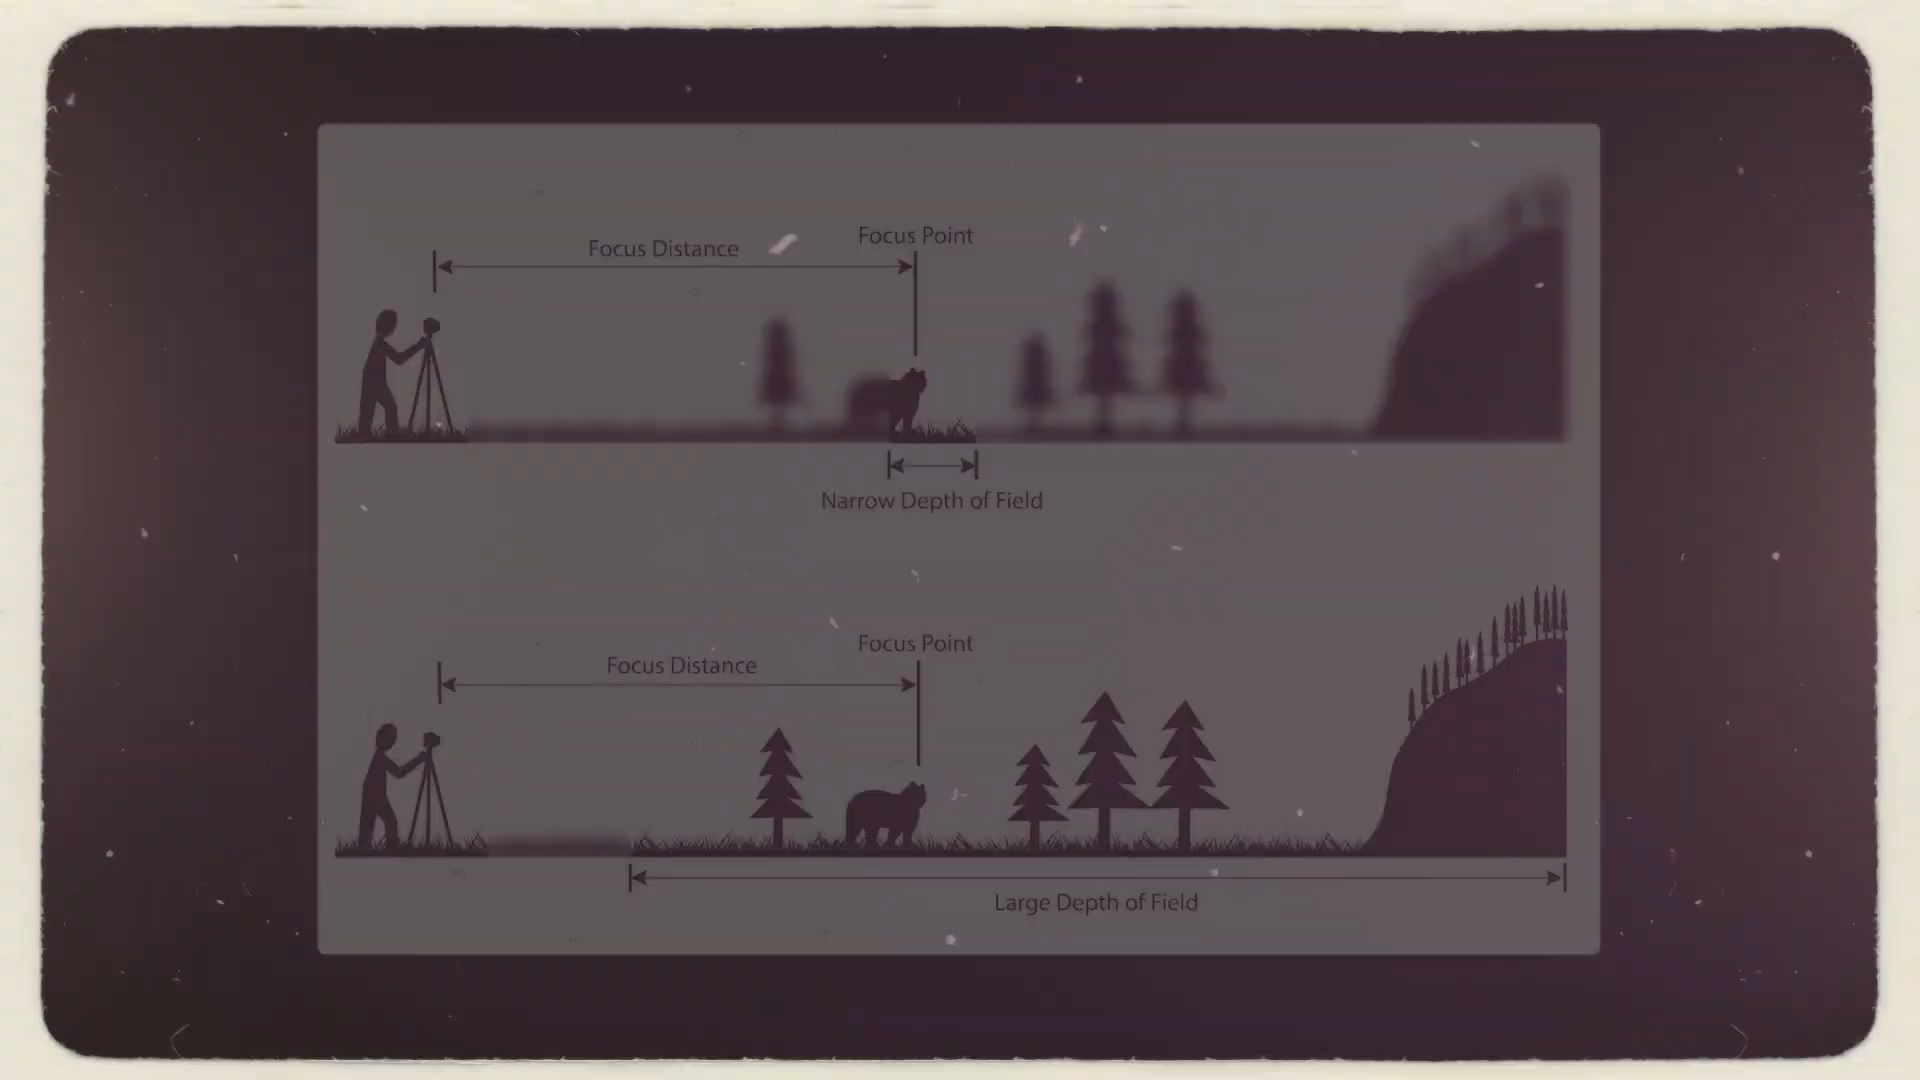 Focus Distance
Focus Point
Narrow Depth of Field
Focus Distance
Focus Point
Large Depth of Field